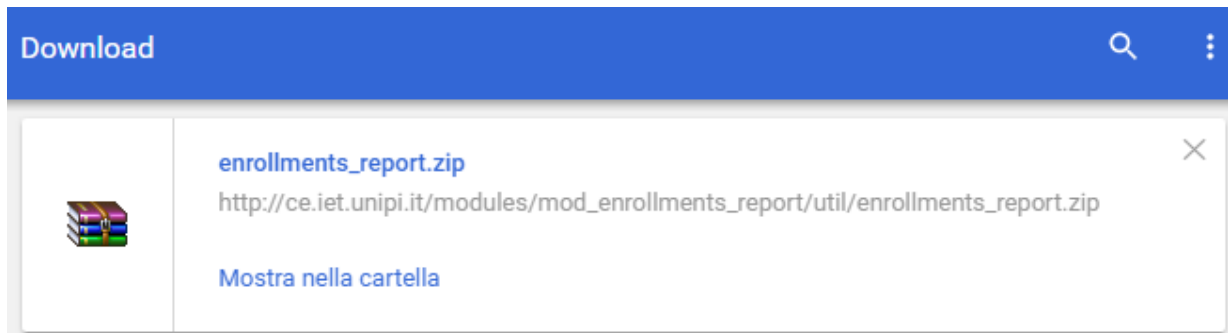 Download
enrollments_report.zip
http://ce.iet.unipi.it/modules/mod_enrollments_report/util/enrollments_report.zip
Mostra nella cartella